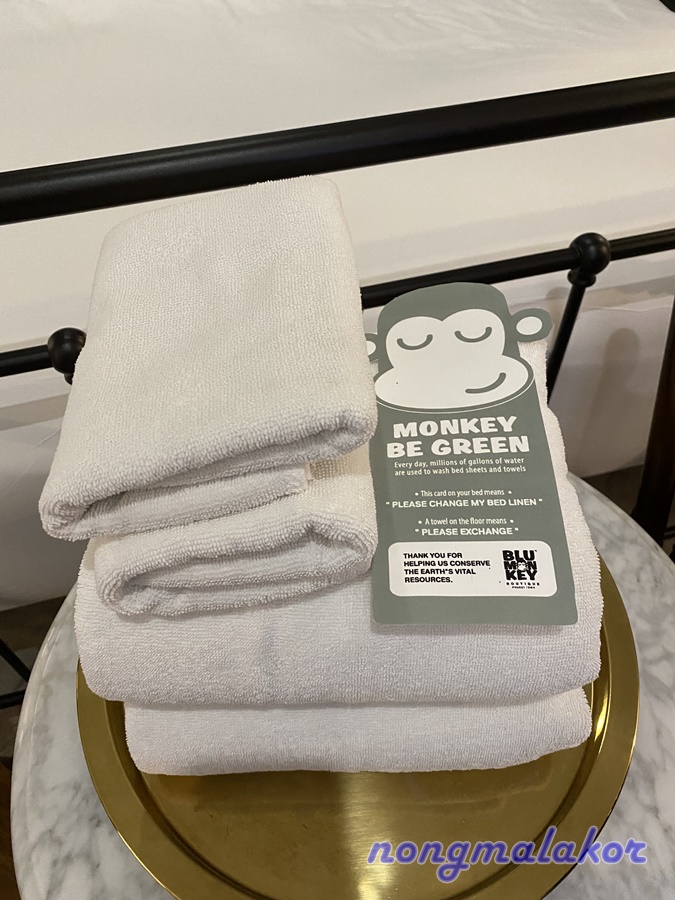 MONKEY
BE GREEN
Every day, millions of gallons of water
are used to wash bed sheets and towels
• This card on your bed means •
" PLEASE CHANGE MY BED LINEN "
• A towel on the floor means •
" PLEASE EXCHANGE "
THANK YOU FOR
HELPING US CONSERVE
THE EARTH"S VITAL
RESOURCES.
BLU
MON
KEY
BOUTIQUE
PHUKET TOWN
nongmalakor